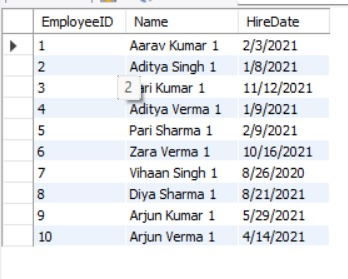 EmployeeID Name HireDate
1 Aarav Kumar 1 2/3/2021
2 Aditya Singh 1 1/8/2021
3 ari Kumar 1 11/12/2021
2
4 Aditya Verma 1 1/9/2021
5 Pari Sharma 1 2/9/2021
6 Zara Verma 1 10/16/2021
7 Vihaan Singh 1 8/26/2020
8 Diya Sharma 1 8/21/2021
9 Arjun Kumar 1 5/29/2021
10 Arjun Verma 1 4/14/2021